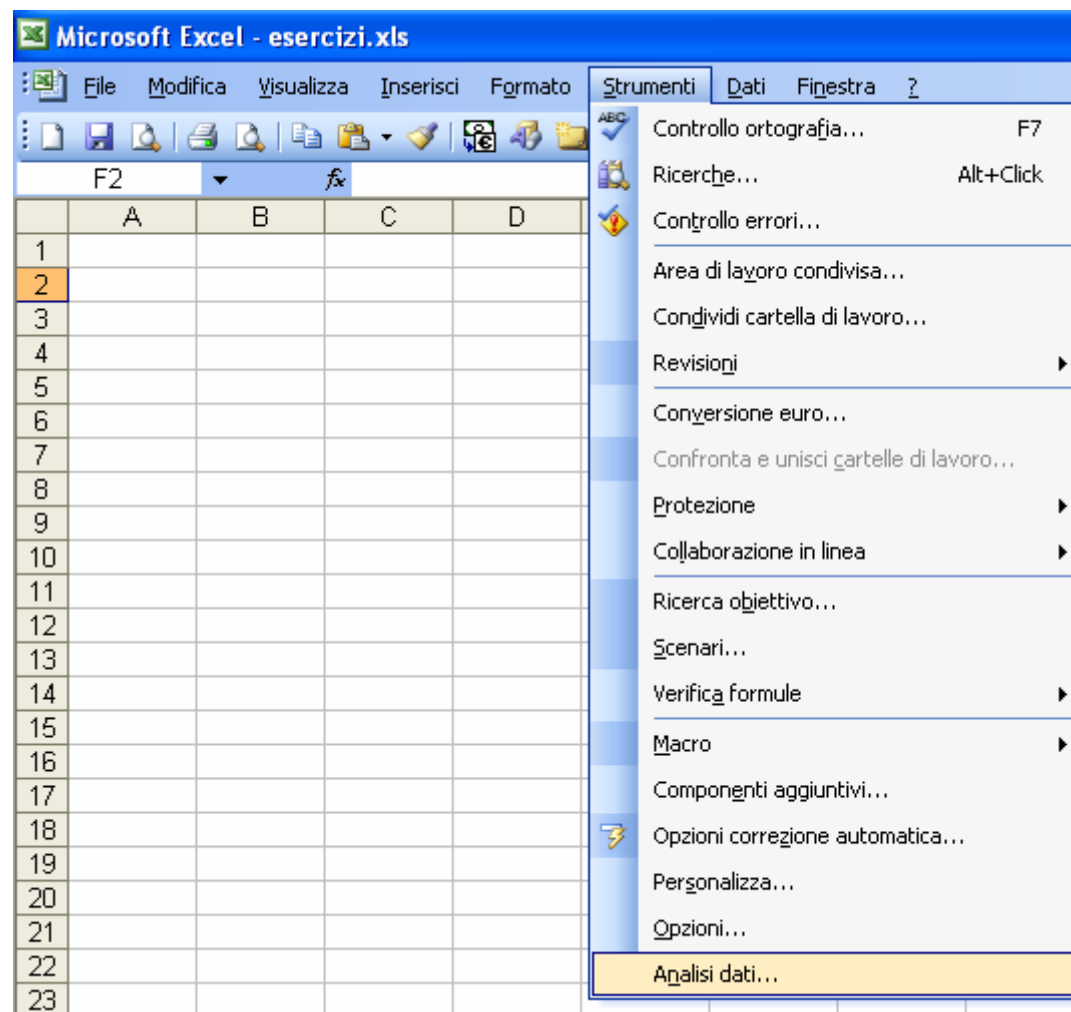 Microsoft Excel - esercizi.xls
File Modifica Visualizza Inserisci Formato Strumenti Dati Finestra ?
F2 fx
A B C D
1
2
3
4
5
6
7
8
9
10
11
12
13
14
15
16
17
18
19
20
21
22
23
ABC
Controllo ortografia... F7
Ricerche... Alt+Click
Controllo errori...
Area di lavoro condivisa...
Condividi cartella di lavoro...
Revisioni
Conversione euro...
Confronta e unisci cartelle di lavoro...
Protezione
Collaborazione in linea
Ricerca obiettivo...
Scenari...
Verifica formule
Macro
Componenti aggiuntivi...
Opzioni correzione automatica...
Personalizza...
Opzioni...
Analisi dati...